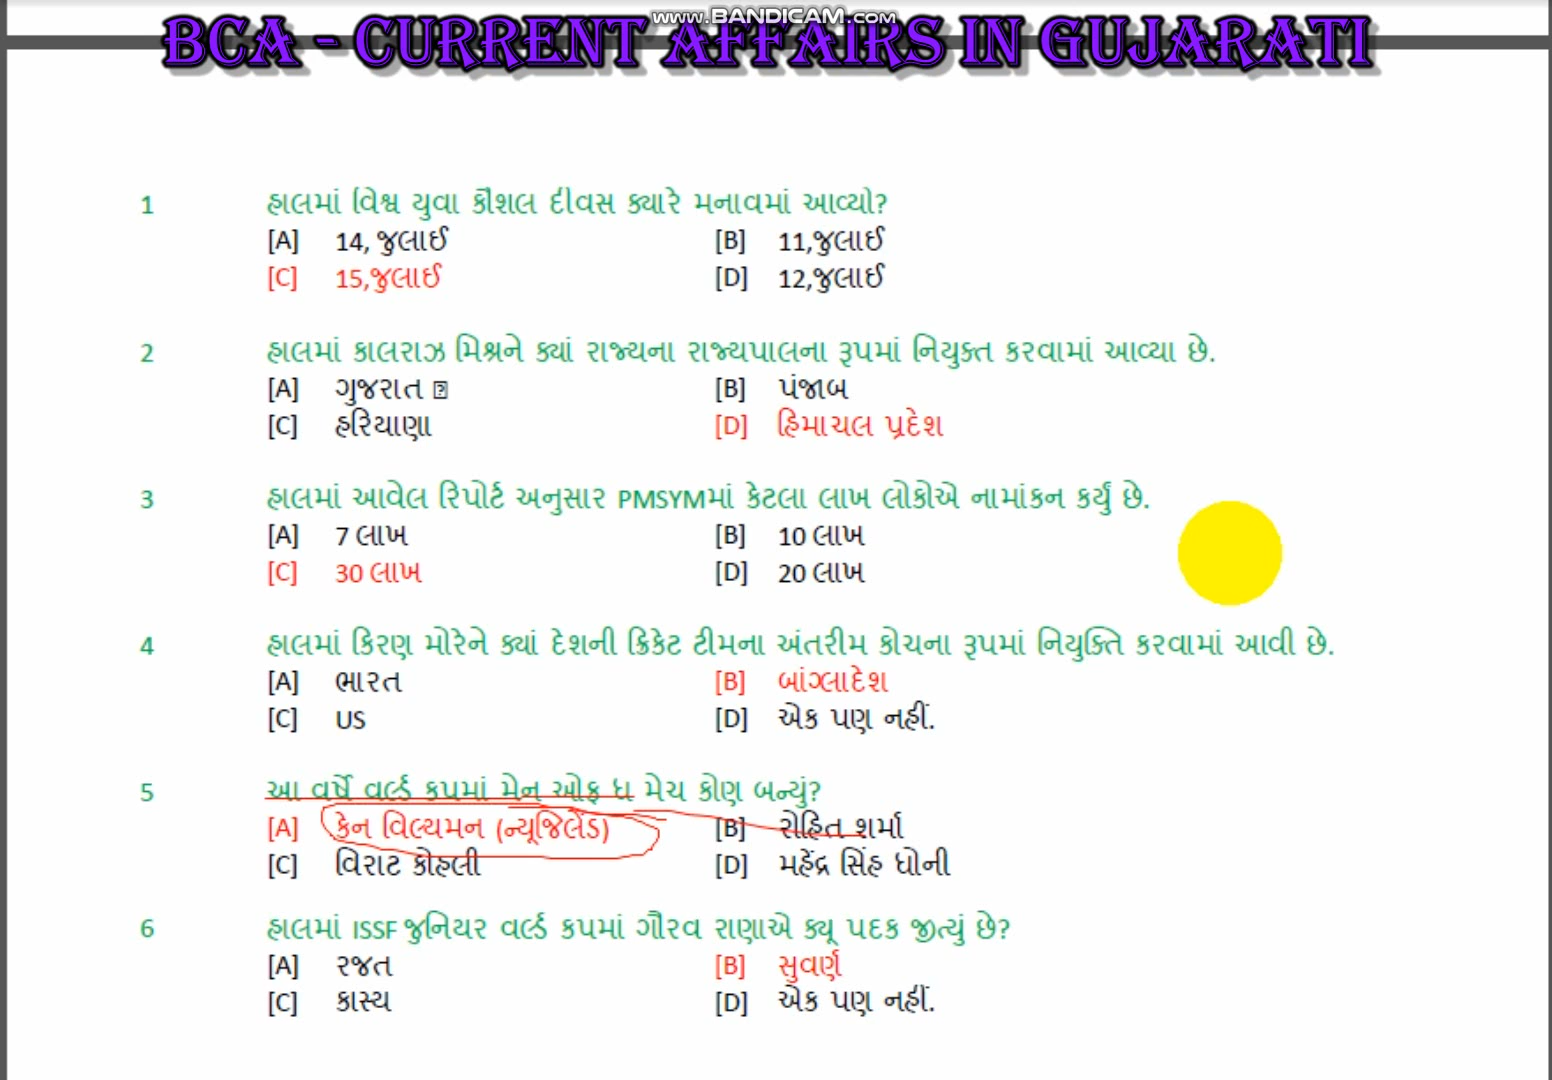 www.BANDICAM.com
BCA - CURRENT AFFAIRS IN GUJARATI
1 હાલમાં વિશ્વ યુવા કૌશલ દીવસ ક્યારે મનાવમાં આવ્યો?
[A] 14, જુલાઈ [B] 11,જુલાઈ
[C] 15,જુલાઈ [D] 12,જુલાઈ
2 હાલમાં કાલરાઝ મિશ્રને ક્યાં રાજ્યના રાજ્યપાલના રૂપમાં નિયુક્ત કરવામાં આવ્યા છે.
[A] ગુજરાત [B] પંજાબ
[C] હરિયાણા [D] હિમાચલ પ્રદેશ
3 હાલમાં આવેલ રિપોર્ટ અનુસાર PMSYMમાં કેટલા લાખ લોકોએ નામાંકન કર્યું છે.
[A] 7 લાખ [B] 10 લાખ
[C] 30 લાખ [D] 20 લાખ
4 હાલમાં કિરણ મોરેને ક્યાં દેશની ક્રિકેટ ટીમના અંતરીમ કોચના રૂપમાં નિયુક્તિ કરવામાં આવી છે.
[A] ભારત [B] બાંગ્લાદેશ
[C] US [D] એક પણ નહીં.
5 આ વર્ષે વર્લ્ડ કપમાં મેન ઓફ ધ મેચ કોણ બન્યું?
[A] કેન વિલ્યમન (ન્યૂજિલેંડ) [B] રોહિત શર્મા
[C] વિરાટ કોહલી [D] મહેંદ્ર સિંહ ધોની
6 હાલમાં ISSF જુનિયર વર્લ્ડ કપમાં ગૌરવ રાણાએ ક્યૂ પદક જીત્યું છે?
[A] રજત [B] સુવર્ણ
[C] કાસ્ય [D] એક પણ નહીં.